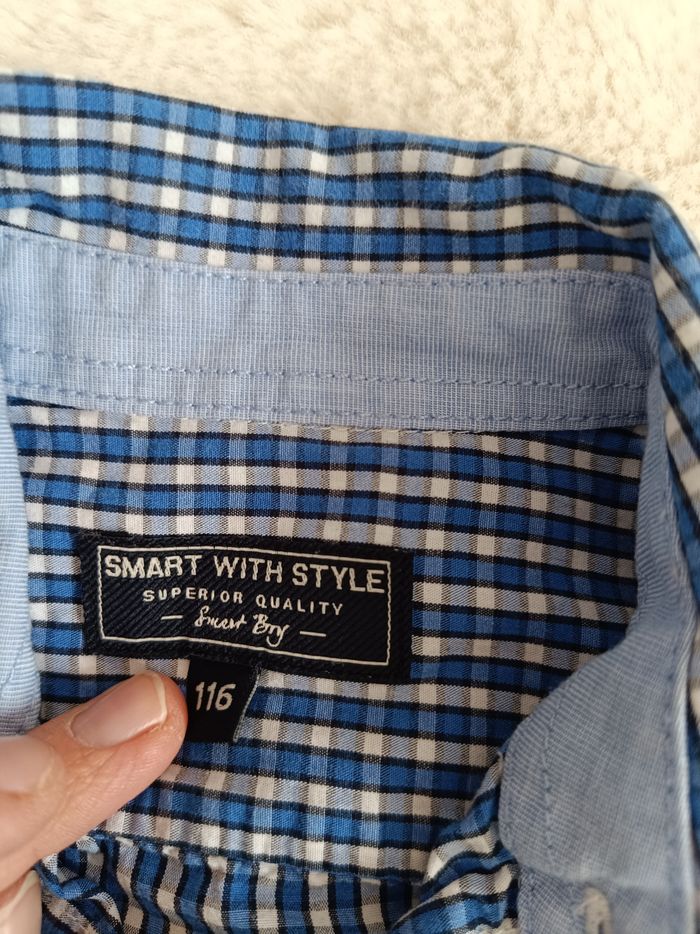 SMART WITH STYLE
SUPERIOR QUALITY
– Smart Boy –
116